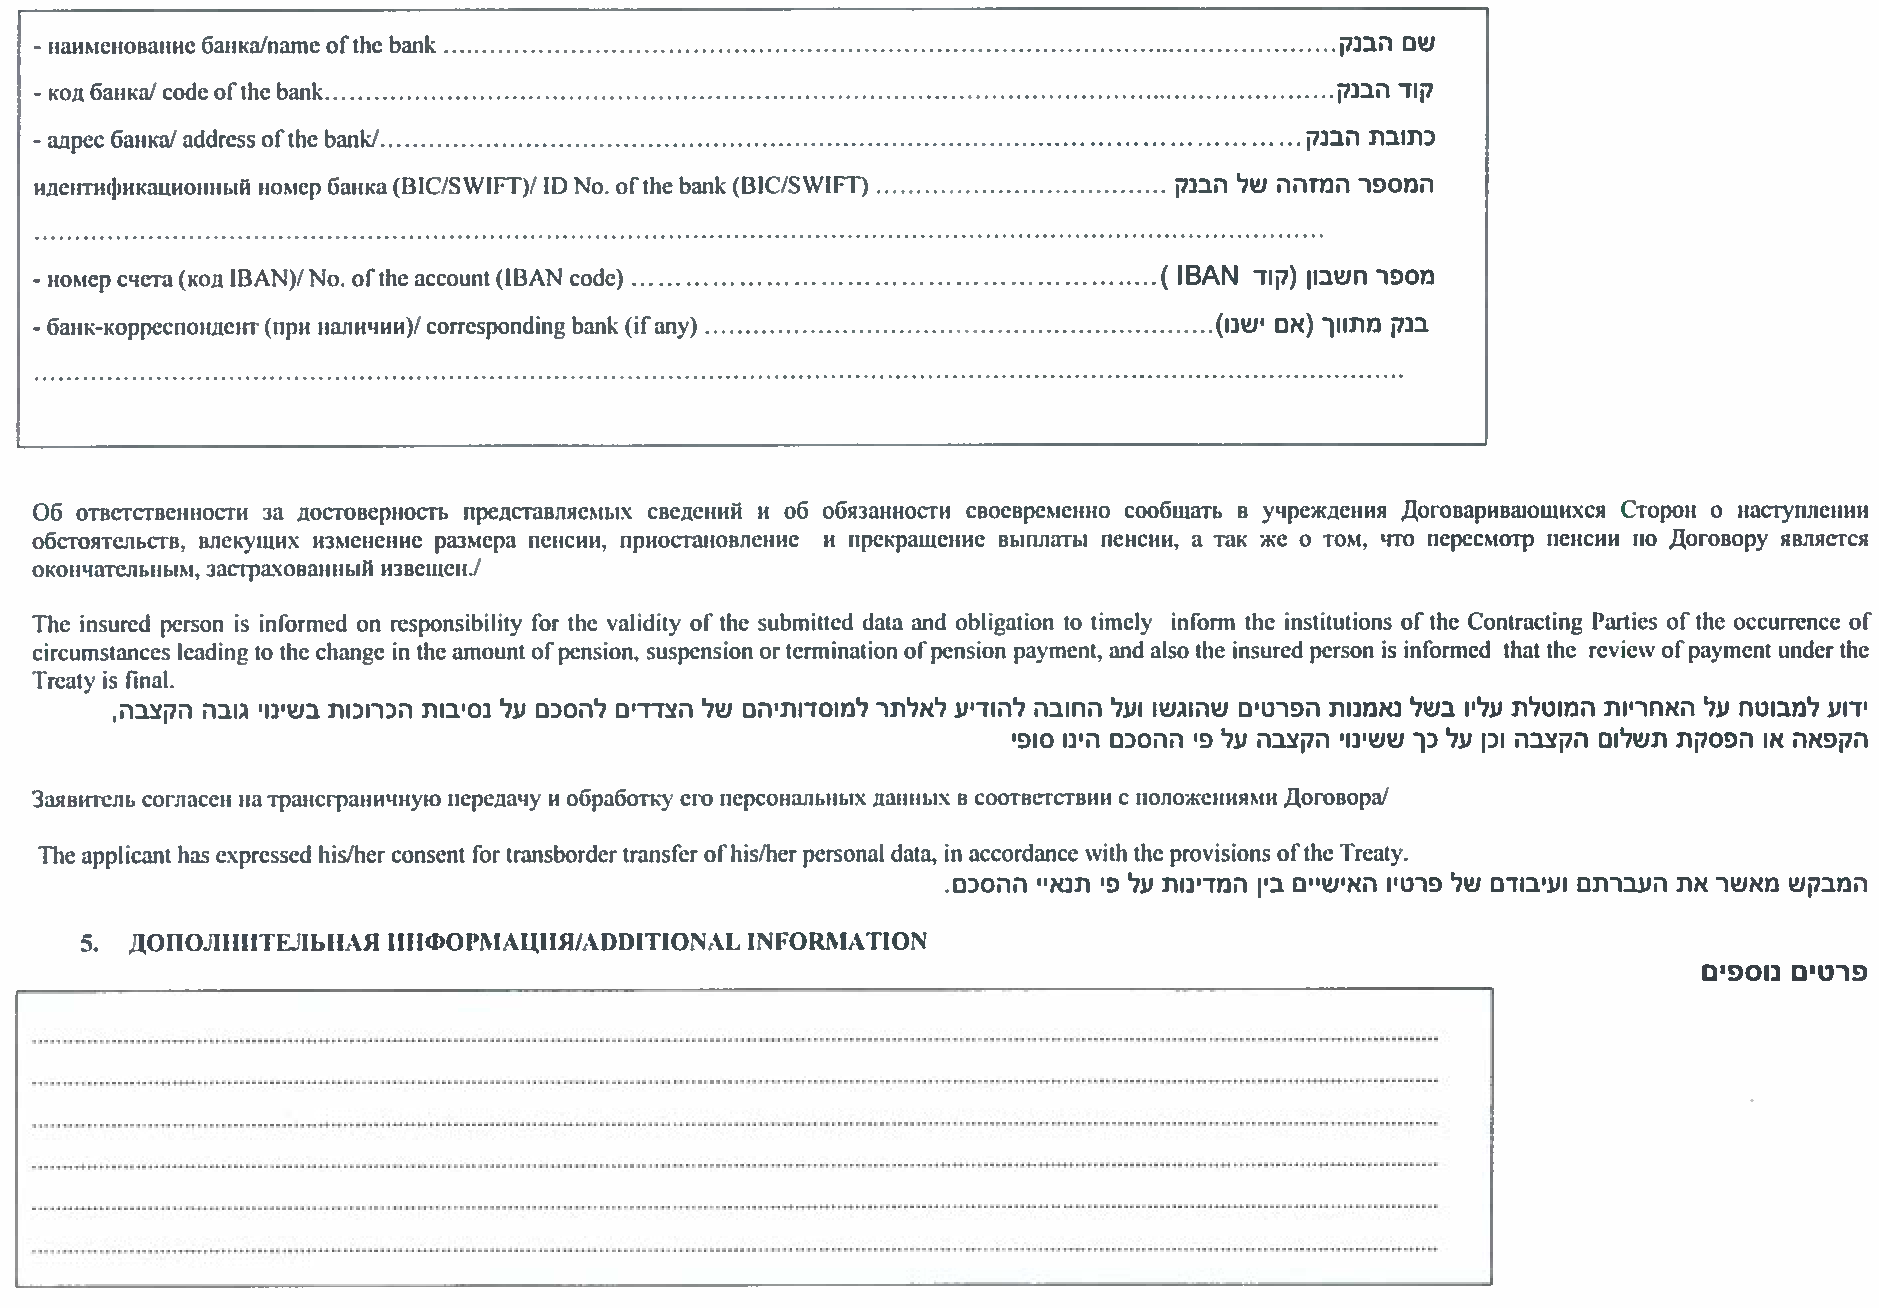 - наименование банка/name of the bank ........................................ שם הבנק
- код банка/ code of the bank........................................ קוד הבנק
- адрес банка/ address of the bank/........................................ כתובת הבנק
идентификационный номер банка (BIC/SWIFT)/ ID No. of the bank (BIC/SWIFT) .................................... המספר המזהה של הבנק
................................................................................
- номер счета (код IBAN)/ No. of the account (IBAN code) ........................................ מספר חשבון (קוד IBAN )
- банк-корреспондент (при наличии)/ corresponding bank (if any) ........................................ בנק מתווך (אם ישנו)
................................................................................
Об ответственности за достоверность представляемых сведений и об обязанности своевременно сообщать в учреждения Договаривающихся Сторон о наступлении
обстоятельств, влекущих изменение размера пенсии, приостановление и прекращение выплаты пенсии, а так же о том, что пересмотр пенсии по Договору является
окончательным, застрахованный извещен./
The insured person is informed on responsibility for the validity of the submitted data and obligation to timely inform the institutions of the Contracting Parties of the occurrence of
circumstances leading to the change in the amount of pension, suspension or termination of pension payment, and also the insured person is informed that the review of payment under the
Treaty is final.
ידוע למבוטח על האחריות המוטלת עליו בשל נאמנות הפרטים שהוגשו ועל החובה להודיע לאלתר למוסדותיהם של הצדדים להסכם על נסיבות הכרוכות בשינוי גובה הקצבה,
הקפאה או הפסקת תשלום הקצבה וכן על כך ששינוי הקצבה על פי ההסכם הינו סופי
Заявитель согласен на трансграничную передачу и обработку его персональных данных в соответствии с положениями Договора/
The applicant has expressed his/her consent for transborder transfer of his/her personal data, in accordance with the provisions of the Treaty.
המבקש מאשר את העברתם ועיבודם של פרטיו האישיים בין המדינות על פי תנאיי ההסכם.
5. ДОПОЛНИТЕЛЬНАЯ ИНФОРМАЦИЯ/ADDITIONAL INFORMATION
פרטים נוספים